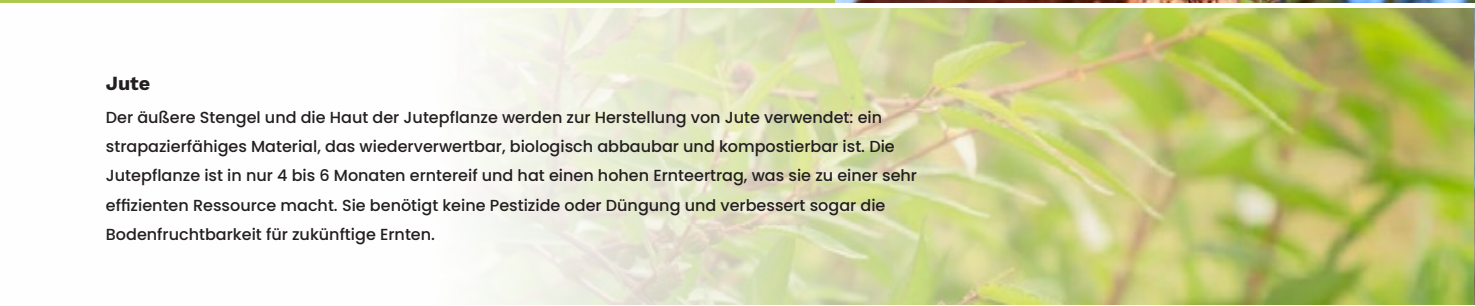 Jute
Der äußere Stengel und die Haut der Jutepflanze werden zur Herstellung von Jute verwendet: ein
strapazierfähiges Material, das wiederverwertbar, biologisch abbaubar und kompostierbar ist. Die
Jutepflanze ist in nur 4 bis 6 Monaten erntereif und hat einen hohen Ernteertrag, was sie zu einer sehr
effizienten Ressource macht. Sie benötigt keine Pestizide oder Düngung und verbessert sogar die
Bodenfruchtbarkeit für zukünftige Ernten.